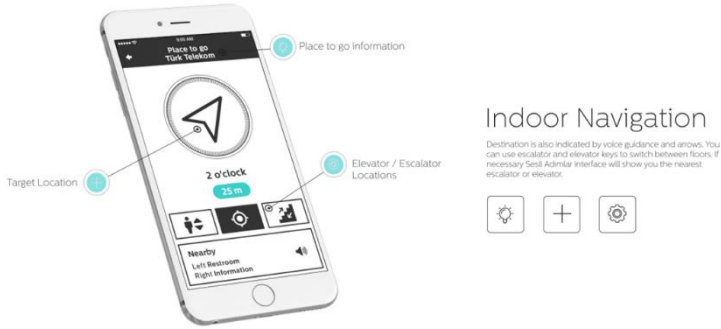 9:02 AM
Place to go
Türk Telekom
Place to go Information
Target Location
Elevator / Escalator
Locations
2 o'clock
25 m
Nearby
Left Restroom
Right Information
Indoor Navigation
Destination is also indicated by voice guidance and arrows. You
can use escalator and elevator keys to switch between floors. If
necessary Sesli Adımlar interface will show you the nearest
escalator or elevator.